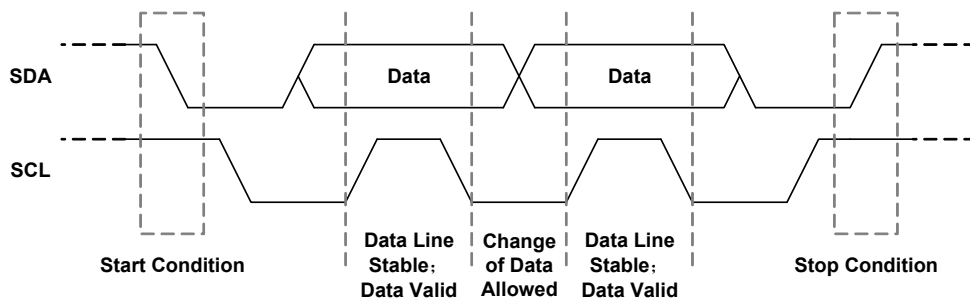 SDA
Data
Data
SCL
Start Condition
Data Line
Stable；
Data Valid
Change
of Data
Allowed
Data Line
Stable；
Data Valid
Stop Condition